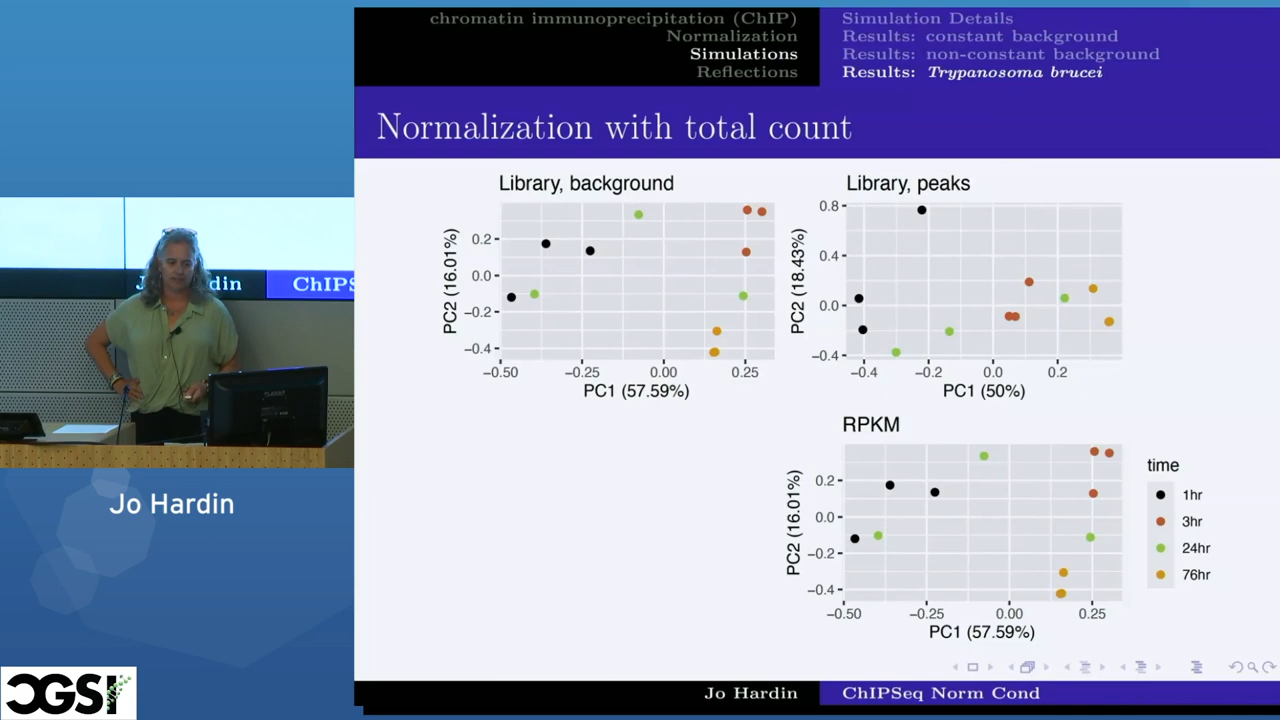 chromatin immunoprecipitation (ChIP)
Normalization
Simulations
Reflections
Simulation Details
Results: constant background
Results: non-constant background
Results: Trypanosoma brucei
Normalization with total count
Library, background
PC2 (16.01%)
0.2
0.0
−0.2
−0.4
−0.50 −0.25 0.00 0.25
PC1 (57.59%)
Library, peaks
PC2 (18.43%)
0.8
0.4
0.0
−0.4
−0.4 −0.2 0.0 0.2
PC1 (50%)
RPKM
PC2 (16.01%)
0.2
0.0
−0.2
−0.4
−0.50 −0.25 0.00 0.25
PC1 (57.59%)
time
1hr
3hr
24hr
76hr
Jo Hardin
ChIPSeq Norm Cond
din
ChIPS
Jo Hardin
CGSI